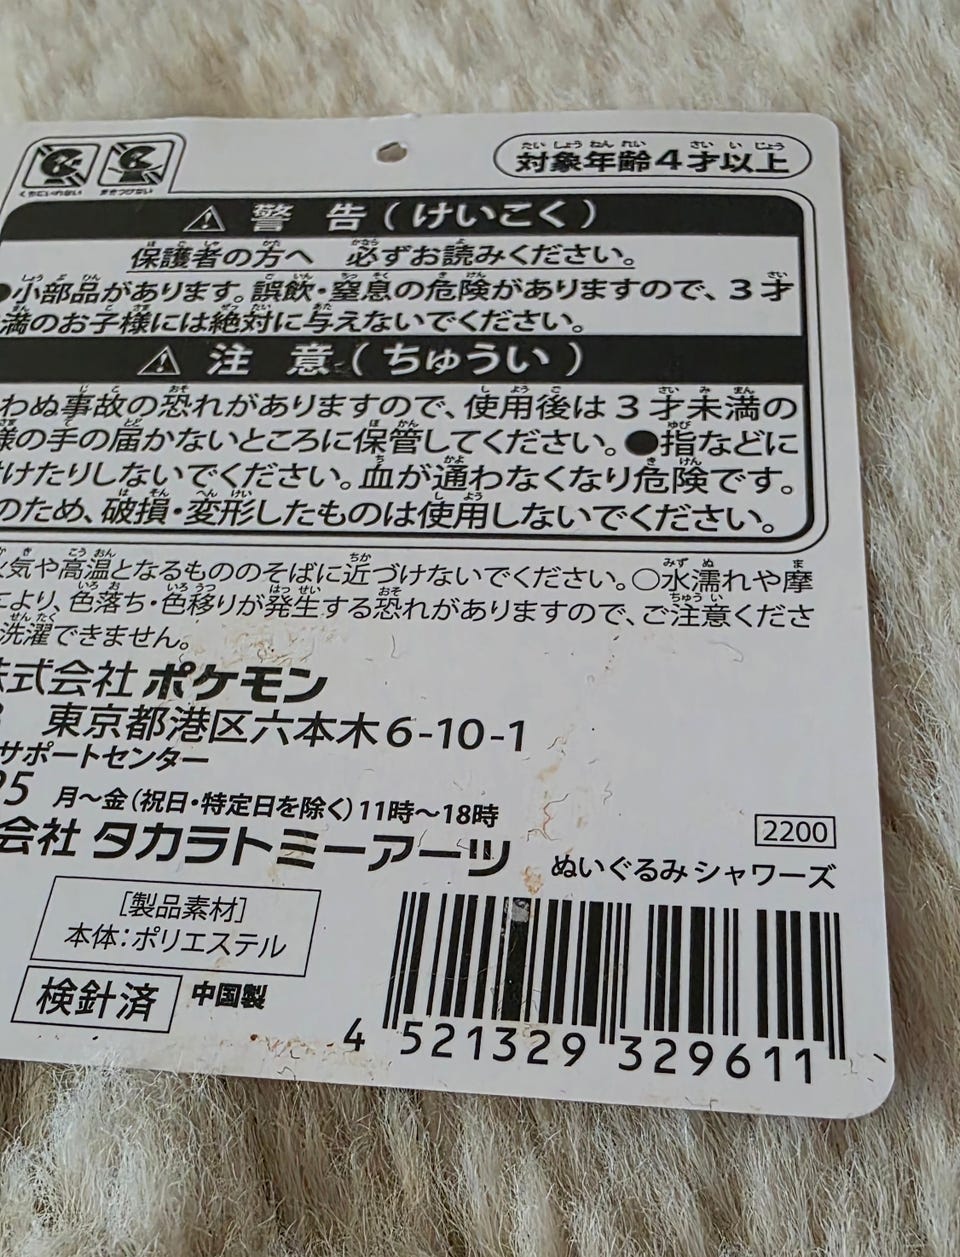 くちにいれない まきつけない
対象年齢4才以上
警 告(けいこく)
保護者の方へ 必ずお読みください。
●小部品があります。誤飲・窒息の危険がありますので、3才
満のお子様には絶対に与えないでください。
注 意(ちゅうい)
わぬ事故の恐れがありますので、使用後は3才未満の
様の手の届かないところに保管してください。●指などに
けたりしないでください。血が通わなくなり危険です。
のため、破損・変形したものは使用しないでください。
火気や高温となるもののそばに近づけないでください。○水濡れや摩
により、色落ち・色移りが発生する恐れがありますので、ご注意くださ
洗濯できません。
株式会社 ポケモン
東京都港区六本木6-10-1
サポートセンター
95 月～金(祝日・特定日を除く)11時～18時
会社 タカラトミーアーツ
2200
ぬいぐるみシャワーズ
[製品素材]
本体:ポリエステル
検針済 中国製
4 521329 329611